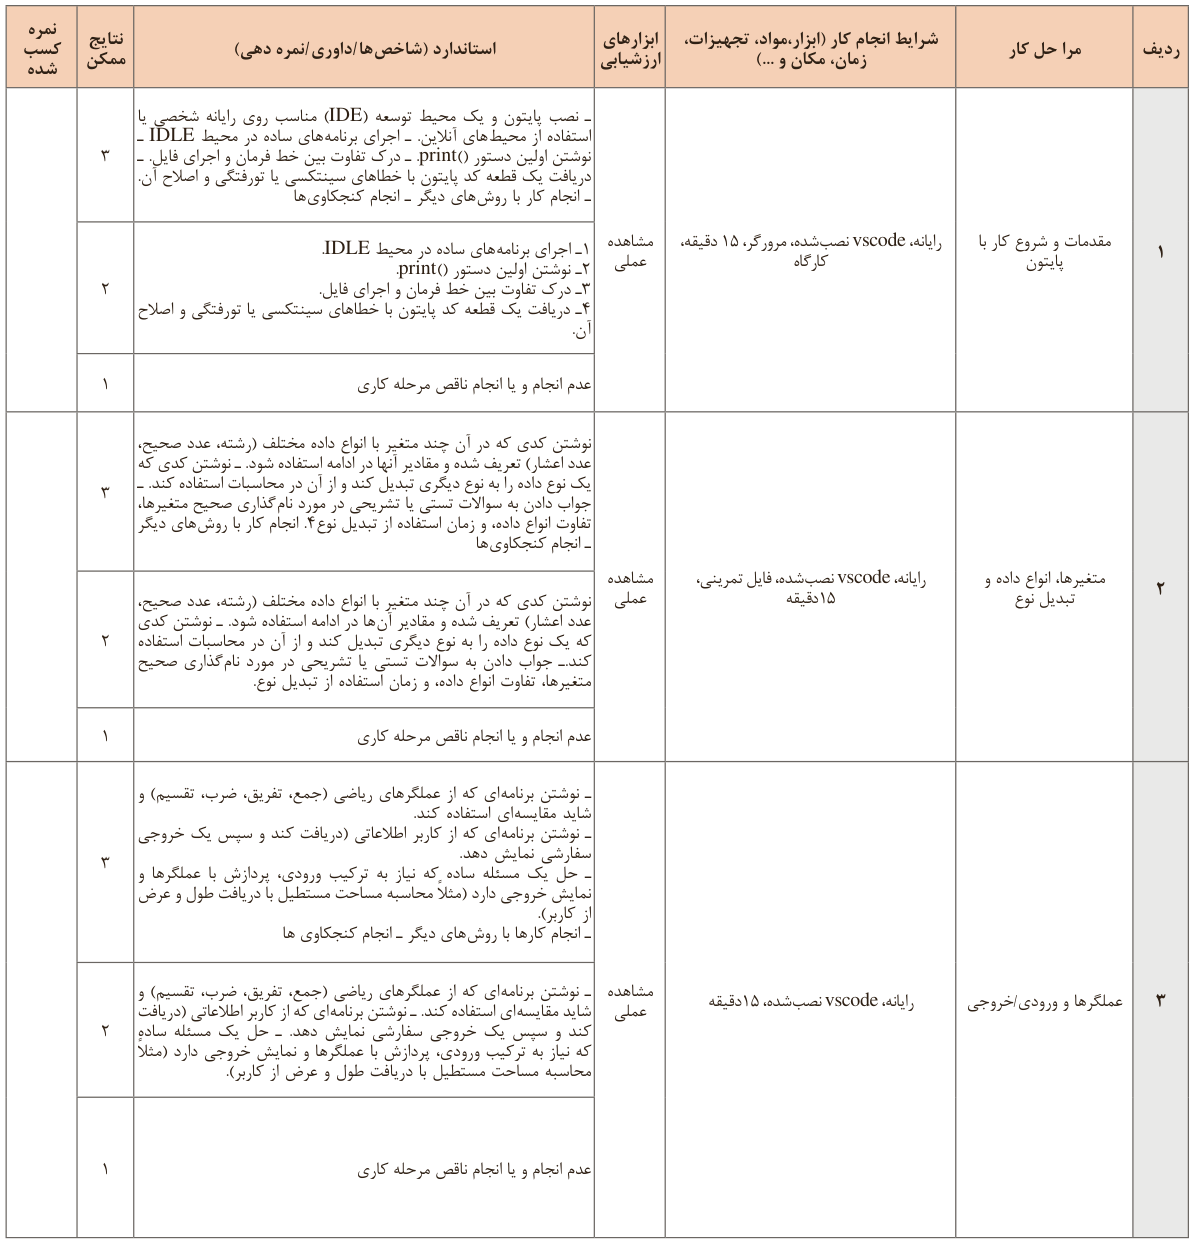 ردیف
مرا حل کار
شرایط انجام کار (ابزار،مواد، تجهیزات،
زمان، مکان و ...)
ابزارهای
ارزشیابی
استاندارد (شاخص‌ها/داوری/نمره دهی)
نتایج
ممکن
نمره
کسب
شده
۱
مقدمات و شروع کار با
پایتون
رایانه، vscode نصب‌شده، مرورگر، ۱۵ دقیقه،
کارگاه
مشاهده
عملی
ـ نصب پایتون و یک محیط توسعه (IDE) مناسب روی رایانه شخصی یا
استفاده از محیط‌های آنلاین. ـ اجرای برنامه‌های ساده در محیط IDLE ـ
نوشتن اولین دستور print(). ـ درک تفاوت بین خط فرمان و اجرای فایل. ـ
دریافت یک قطعه کد پایتون با خطاهای سینتکسی یا تورفتگی و اصلاح آن.
ـ انجام کار با روش‌های دیگر ـ انجام کنجکاوی‌ها
۳
۱ـ اجرای برنامه‌های ساده در محیط IDLE.
۲ـ نوشتن اولین دستور print().
۳ـ درک تفاوت بین خط فرمان و اجرای فایل.
۴ـ دریافت یک قطعه کد پایتون با خطاهای سینتکسی یا تورفتگی و اصلاح
آن.
۲
عدم انجام و یا انجام ناقص مرحله کاری
۱
۲
متغیرها، انواع داده و
تبدیل نوع
رایانه، vscode نصب‌شده، فایل تمرینی،
۱۵دقیقه
مشاهده
عملی
نوشتن کدی که در آن چند متغیر با انواع داده مختلف (رشته، عدد صحیح،
عدد اعشار) تعریف شده و مقادیر آنها در ادامه استفاده شود. ـ نوشتن کدی که
یک نوع داده را به نوع دیگری تبدیل کند و از آن در محاسبات استفاده کند. ـ
جواب دادن به سوالات تستی یا تشریحی در مورد نام‌گذاری صحیح متغیرها،
تفاوت انواع داده، و زمان استفاده از تبدیل نوع۴. انجام کار با روش‌های دیگر
ـ انجام کنجکاوی‌ها
۳
نوشتن کدی که در آن چند متغیر با انواع داده مختلف (رشته، عدد صحیح،
عدد اعشار) تعریف شده و مقادیر آن‌ها در ادامه استفاده شود. ـ نوشتن کدی
که یک نوع داده را به نوع دیگری تبدیل کند و از آن در محاسبات استفاده
کند.ـ جواب دادن به سوالات تستی یا تشریحی در مورد نام‌گذاری صحیح
متغیرها، تفاوت انواع داده، و زمان استفاده از تبدیل نوع.
۲
عدم انجام و یا انجام ناقص مرحله کاری
۱
۳
عملگرها و ورودی/خروجی
رایانه، vscode نصب‌شده، ۱۵دقیقه
مشاهده
عملی
ـ نوشتن برنامه‌ای که از عملگرهای ریاضی (جمع، تفریق، ضرب، تقسیم) و
شاید مقایسه‌ای استفاده کند.
ـ نوشتن برنامه‌ای که از کاربر اطلاعاتی (دریافت کند و سپس یک خروجی
سفارشی نمایش دهد.
ـ حل یک مسئله ساده که نیاز به ترکیب ورودی، پردازش با عملگرها و
نمایش خروجی دارد (مثلاً محاسبه مساحت مستطیل با دریافت طول و عرض
از کاربر).
ـ انجام کارها با روش‌های دیگر ـ انجام کنجکاوی ها
۳
ـ نوشتن برنامه‌ای که از عملگرهای ریاضی (جمع، تفریق، ضرب، تقسیم) و
شاید مقایسه‌ای استفاده کند. ـ نوشتن برنامه‌ای که از کاربر اطلاعاتی (دریافت
کند و سپس یک خروجی سفارشی نمایش دهد. ـ حل یک مسئله ساده
که نیاز به ترکیب ورودی، پردازش با عملگرها و نمایش خروجی دارد (مثلاً
محاسبه مساحت مستطیل با دریافت طول و عرض از کاربر).
۲
عدم انجام و یا انجام ناقص مرحله کاری
۱